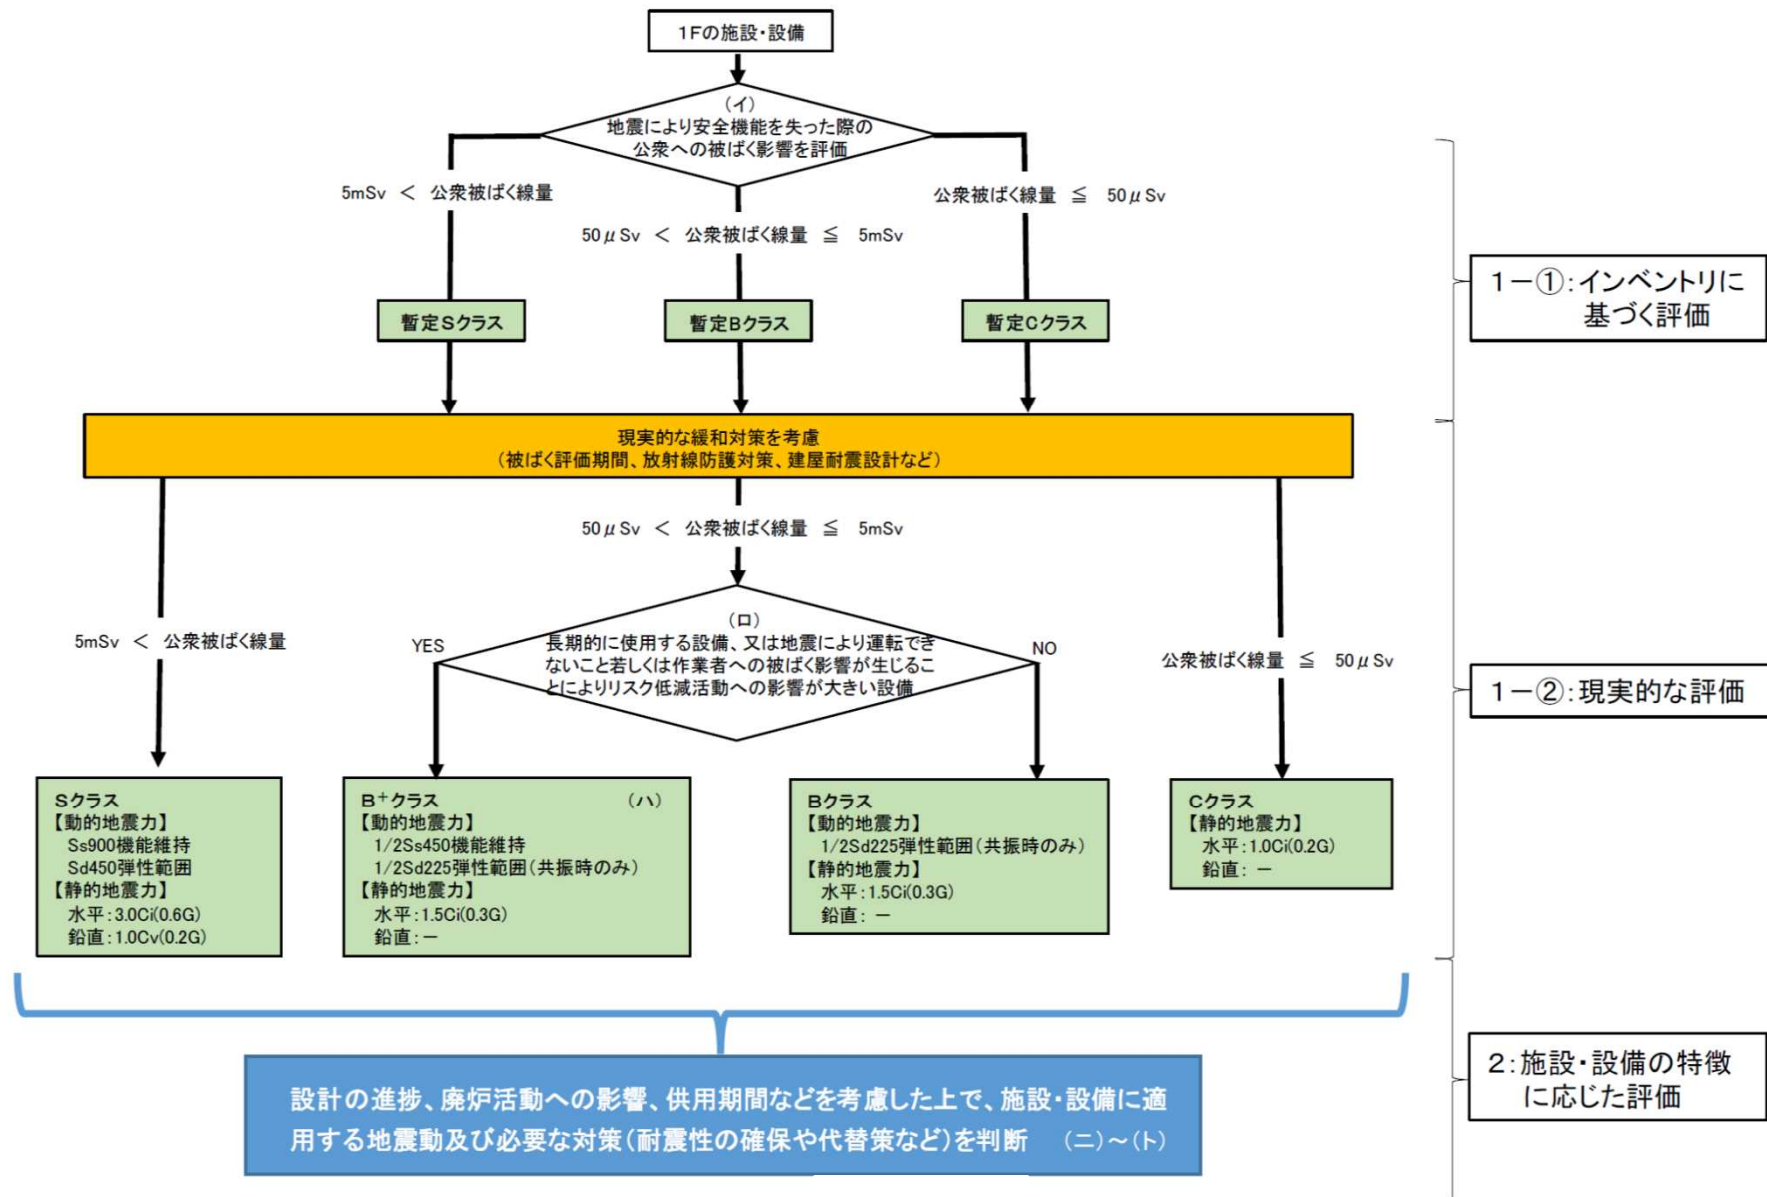 1Fの施設・設備
(イ)
地震により安全機能を失った際の
公衆への被ばく影響を評価
5mSv ＜ 公衆被ばく線量
50μSv ＜ 公衆被ばく線量 ≦ 5mSv
公衆被ばく線量 ≦ 50μSv
暫定Sクラス
暫定Bクラス
暫定Cクラス
1－①:インベントリに
基づく評価
現実的な緩和対策を考慮
(被ばく評価期間、放射線防護対策、建屋耐震設計など)
50μSv ＜ 公衆被ばく線量 ≦ 5mSv
5mSv ＜ 公衆被ばく線量
YES
(ロ)
長期的に使用する設備、又は地震により運転でき
ないこと若しくは作業者への被ばく影響が生じるこ
とによりリスク低減活動への影響が大きい設備
NO
公衆被ばく線量 ≦ 50μSv
1－②:現実的な評価
Sクラス
【動的地震力】
Ss900機能維持
Sd450弾性範囲
【静的地震力】
水平:3.0Ci(0.6G)
鉛直:1.0Cv(0.2G)
B⁺クラス (ハ)
【動的地震力】
1/2Ss450機能維持
1/2Sd225弾性範囲(共振時のみ)
【静的地震力】
水平:1.5Ci(0.3G)
鉛直:－
Bクラス
【動的地震力】
1/2Sd225弾性範囲(共振時のみ)
【静的地震力】
水平:1.5Ci(0.3G)
鉛直: －
Cクラス
【静的地震力】
水平:1.0Ci(0.2G)
鉛直: －
設計の進捗、廃炉活動への影響、供用期間などを考慮した上で、施設・設備に適
用する地震動及び必要な対策(耐震性の確保や代替策など)を判断 (ニ)～(ト)
2:施設・設備の特徴
に応じた評価